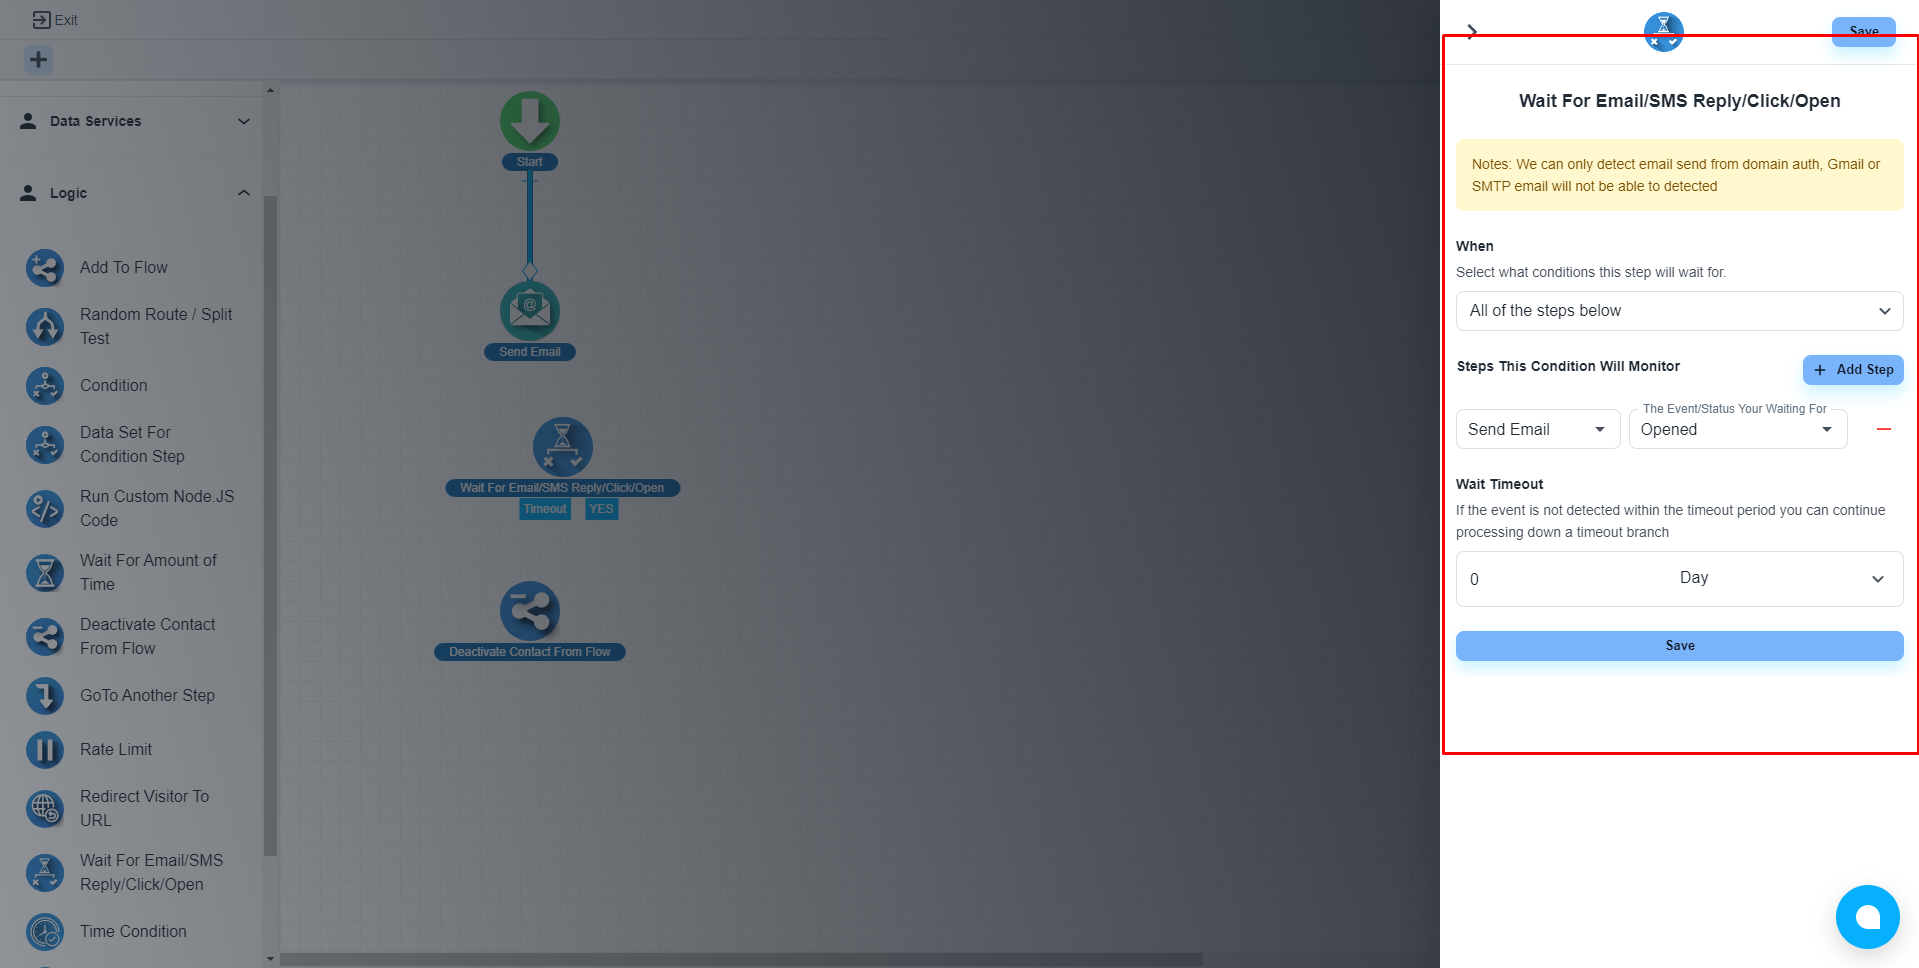 Exit
Save
Data Services
Logic
Add To Flow
Random Route / Split
Test
Condition
Data Set For
Condition Step
Run Custom Node.JS
Code
Wait For Amount of
Time
Deactivate Contact
From Flow
GoTo Another Step
Rate Limit
Redirect Visitor To
URL
Wait For Email/SMS
Reply/Click/Open
Time Condition
Start
@
Send Email
Wait For Email/SMS Reply/Click/Open
Timeout YES
Deactivate Contact From Flow
Wait For Email/SMS Reply/Click/Open
Notes: We can only detect email send from domain auth, Gmail or
SMTP email will not be able to detected
When
Select what conditions this step will wait for.
All of the steps below
Steps This Condition Will Monitor
+ Add Step
The Event/Status Your Waiting For
Send Email Opened
Wait Timeout
If the event is not detected within the timeout period you can continue
processing down a timeout branch
0 Day
Save